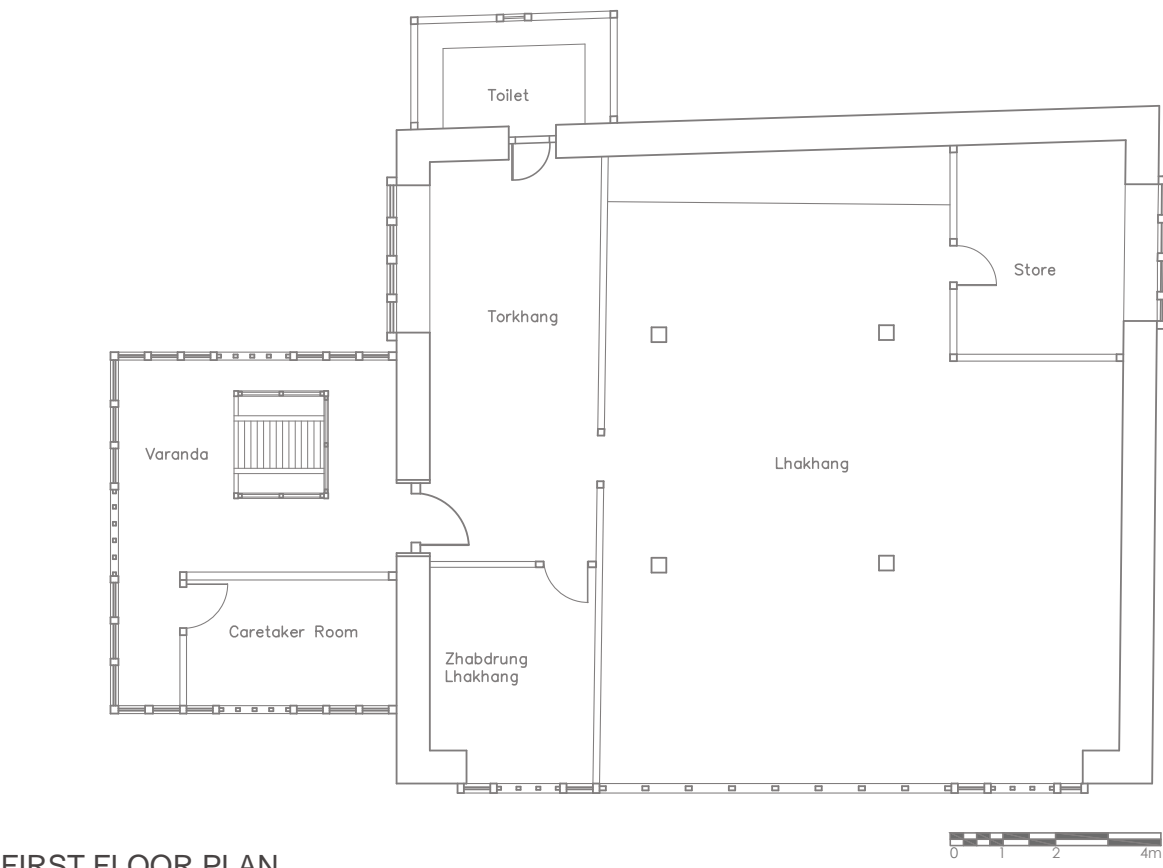 Toilet
Store
Torkhang
Varanda
Lhakhang
Caretaker Room
Zhabdrung
Lhakhang
FIRST FLOOR PLAN
0 1 2 4m